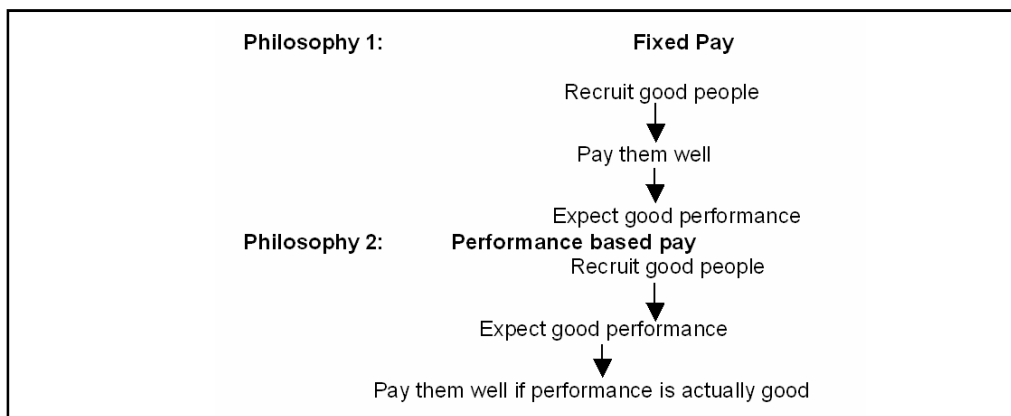 Philosophy 1: Fixed Pay
Recruit good people
Pay them well
Expect good performance
Philosophy 2: Performance based pay
Recruit good people
Expect good performance
Pay them well if performance is actually good